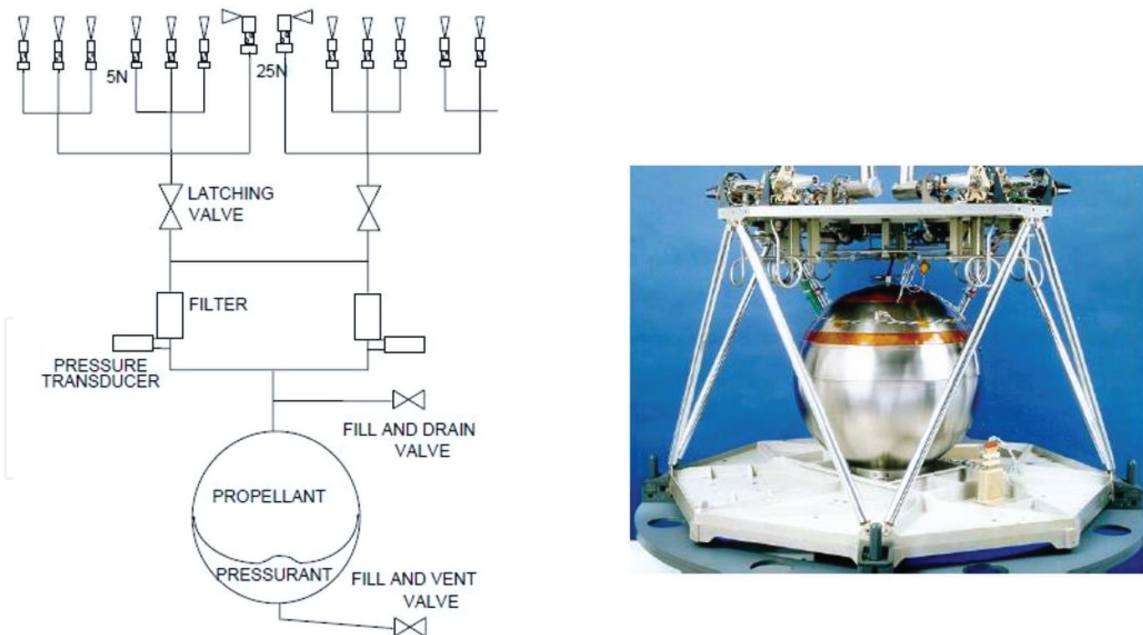 5N
25N
LATCHING
VALVE
FILTER
PRESSURE
TRANSDUCER
FILL AND DRAIN
VALVE
PROPELLANT
PRESSURANT
FILL AND VENT
VALVE